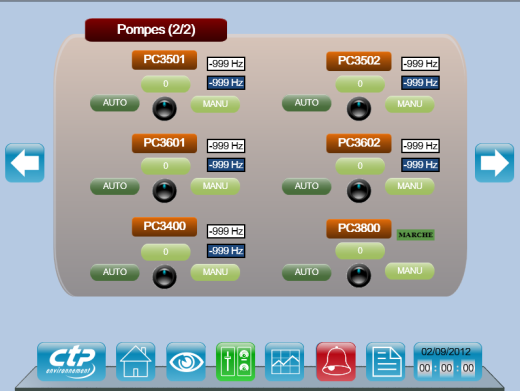 Pompes (2/2)
PC3501
-999 Hz
0
-999 Hz
AUTO
MANU
PC3502
-999 Hz
0
-999 Hz
AUTO
MANU
PC3601
-999 Hz
0
-999 Hz
AUTO
MANU
PC3602
-999 Hz
0
-999 Hz
AUTO
MANU
PC3400
-999 Hz
0
-999 Hz
AUTO
MANU
PC3800
MARCHE
0
AUTO
MANU
ctp
environnement
02/09/2012
00 : 00 : 00